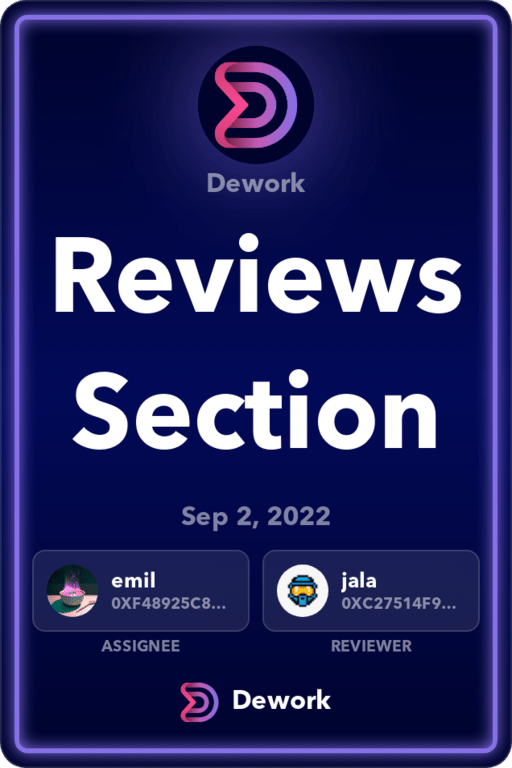 Dework
Reviews
Section
Sep 2, 2022
emil
0XF48925C8...
jala
0XC27514F9...
ASSIGNEE
REVIEWER
Dework